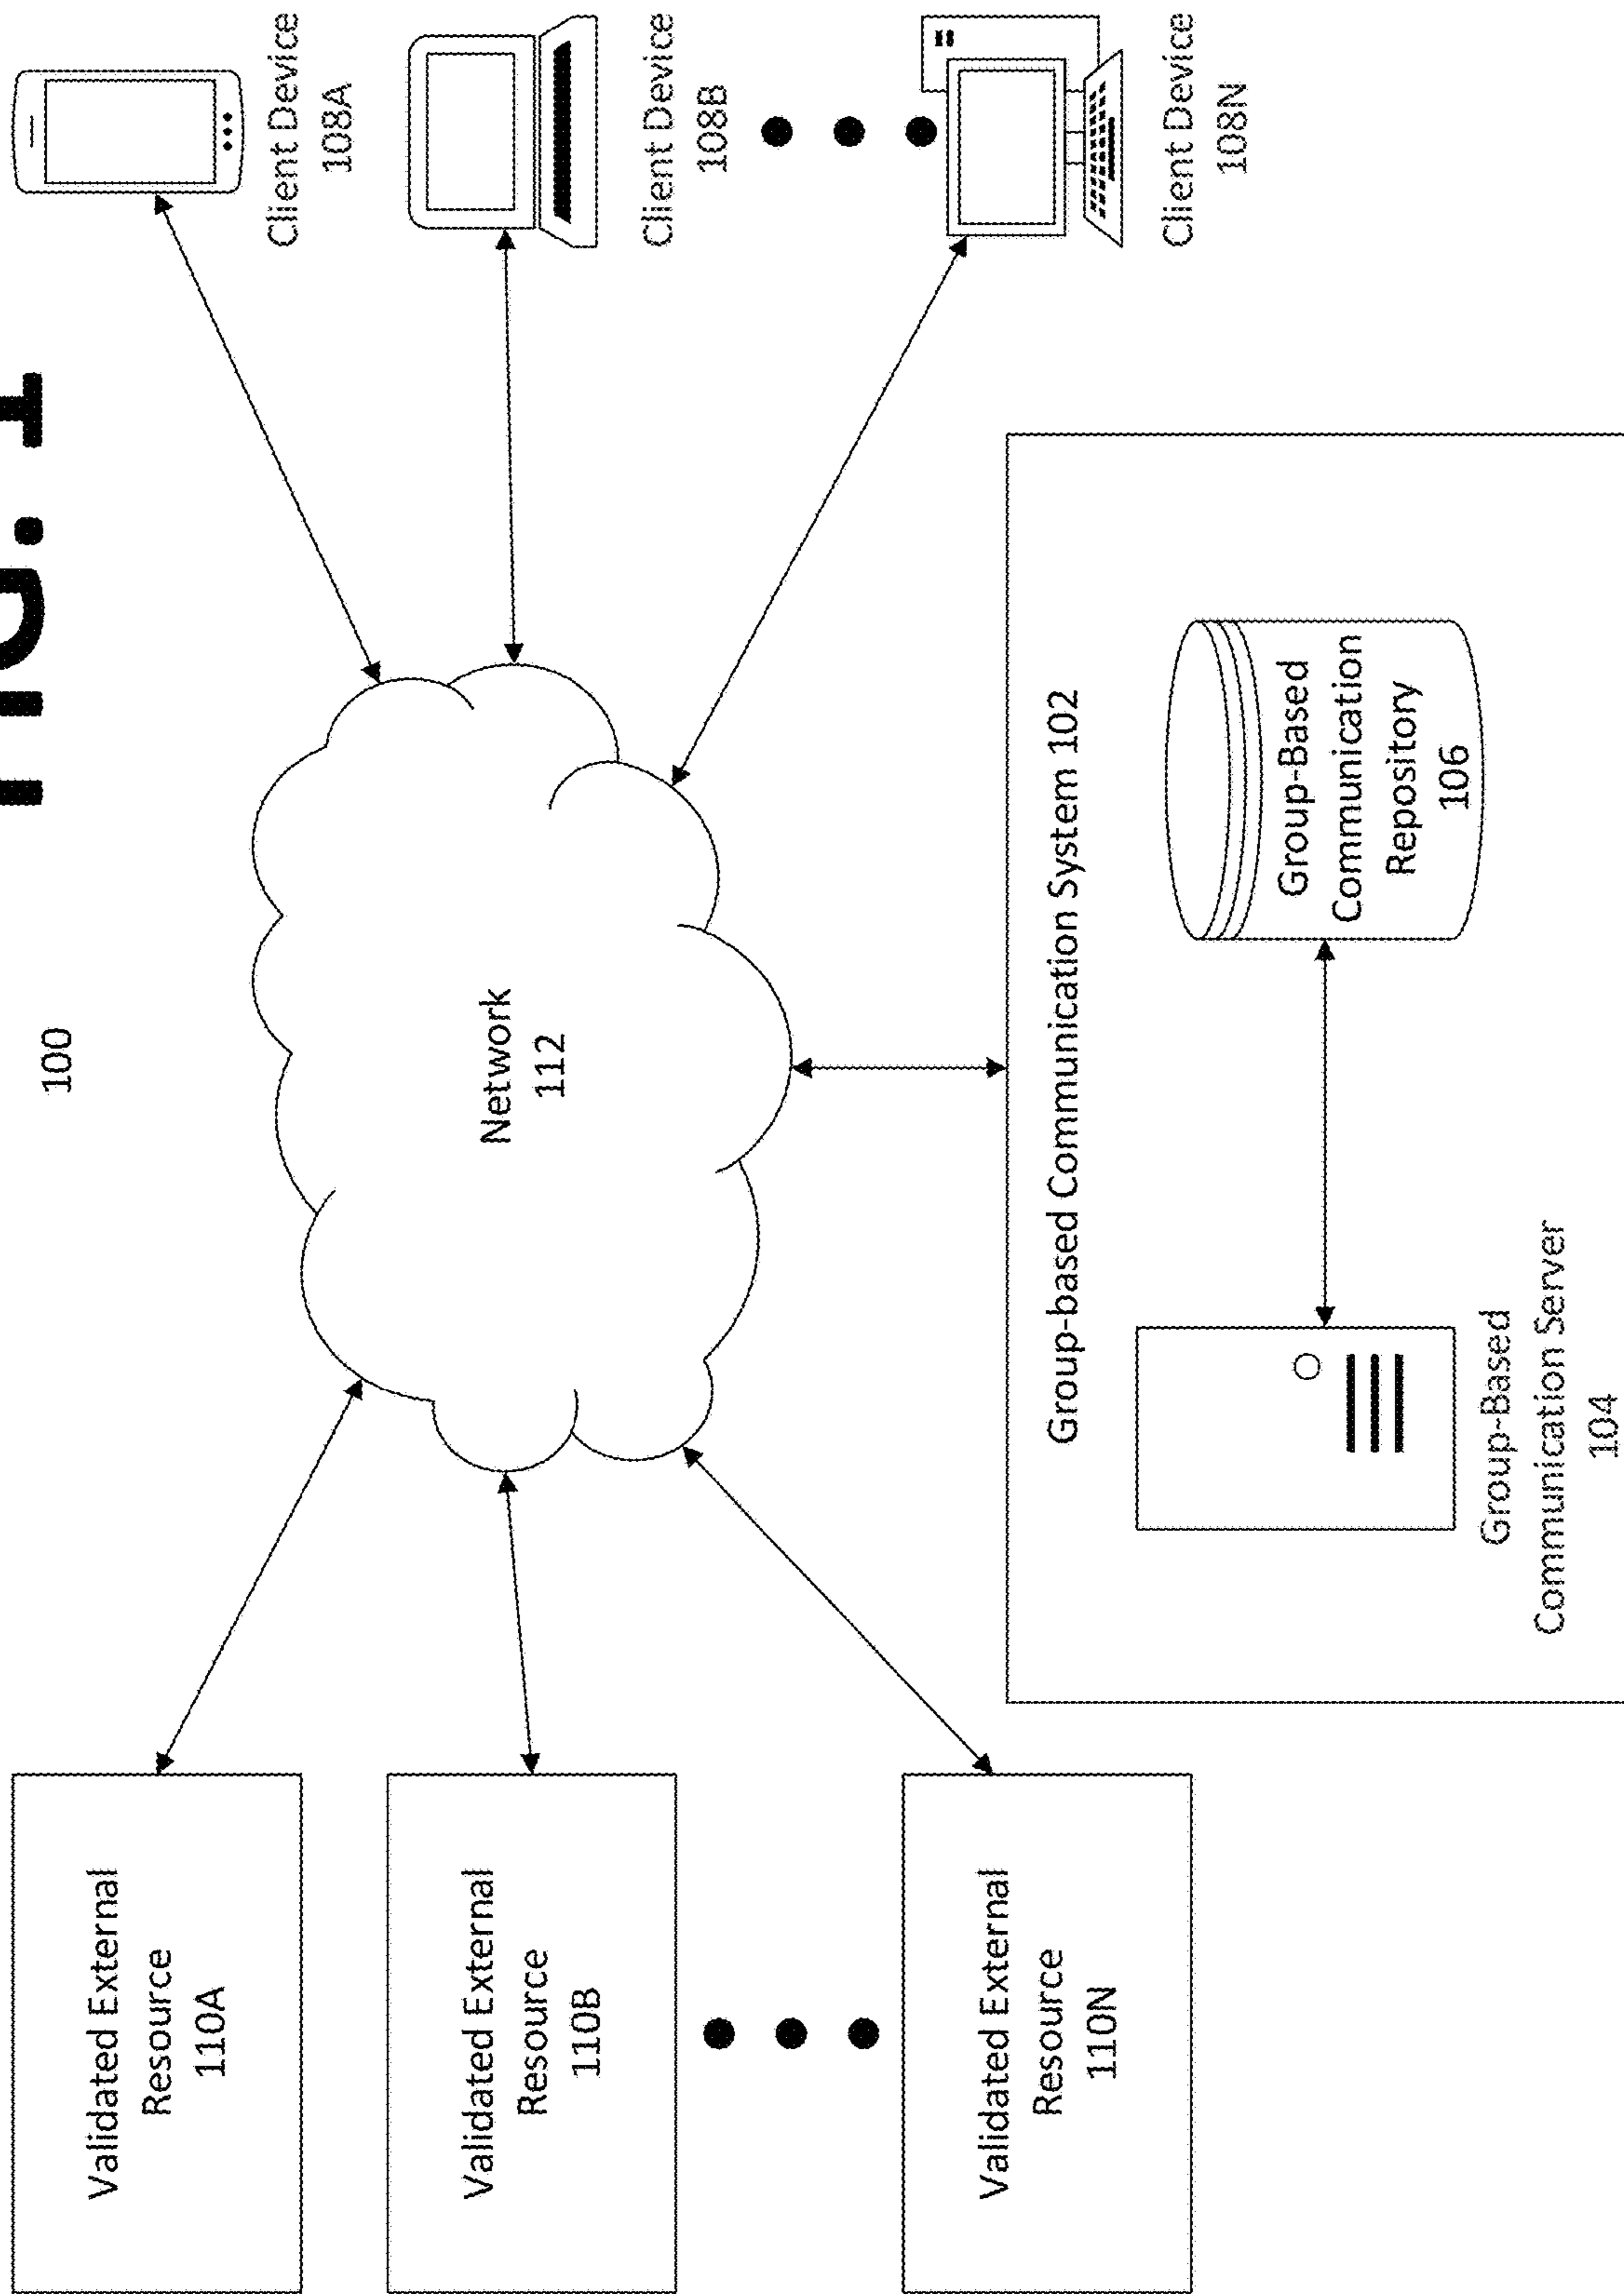 FIG. 1
100
Validated External
Resource
110A
Validated External
Resource
110B
Validated External
Resource
110N
Network
112
Client Device
108A
Client Device
108B
Client Device
108N
Group-based Communication System 102
Group-Based
Communication Server
104
Group-Based
Communication
Repository
106